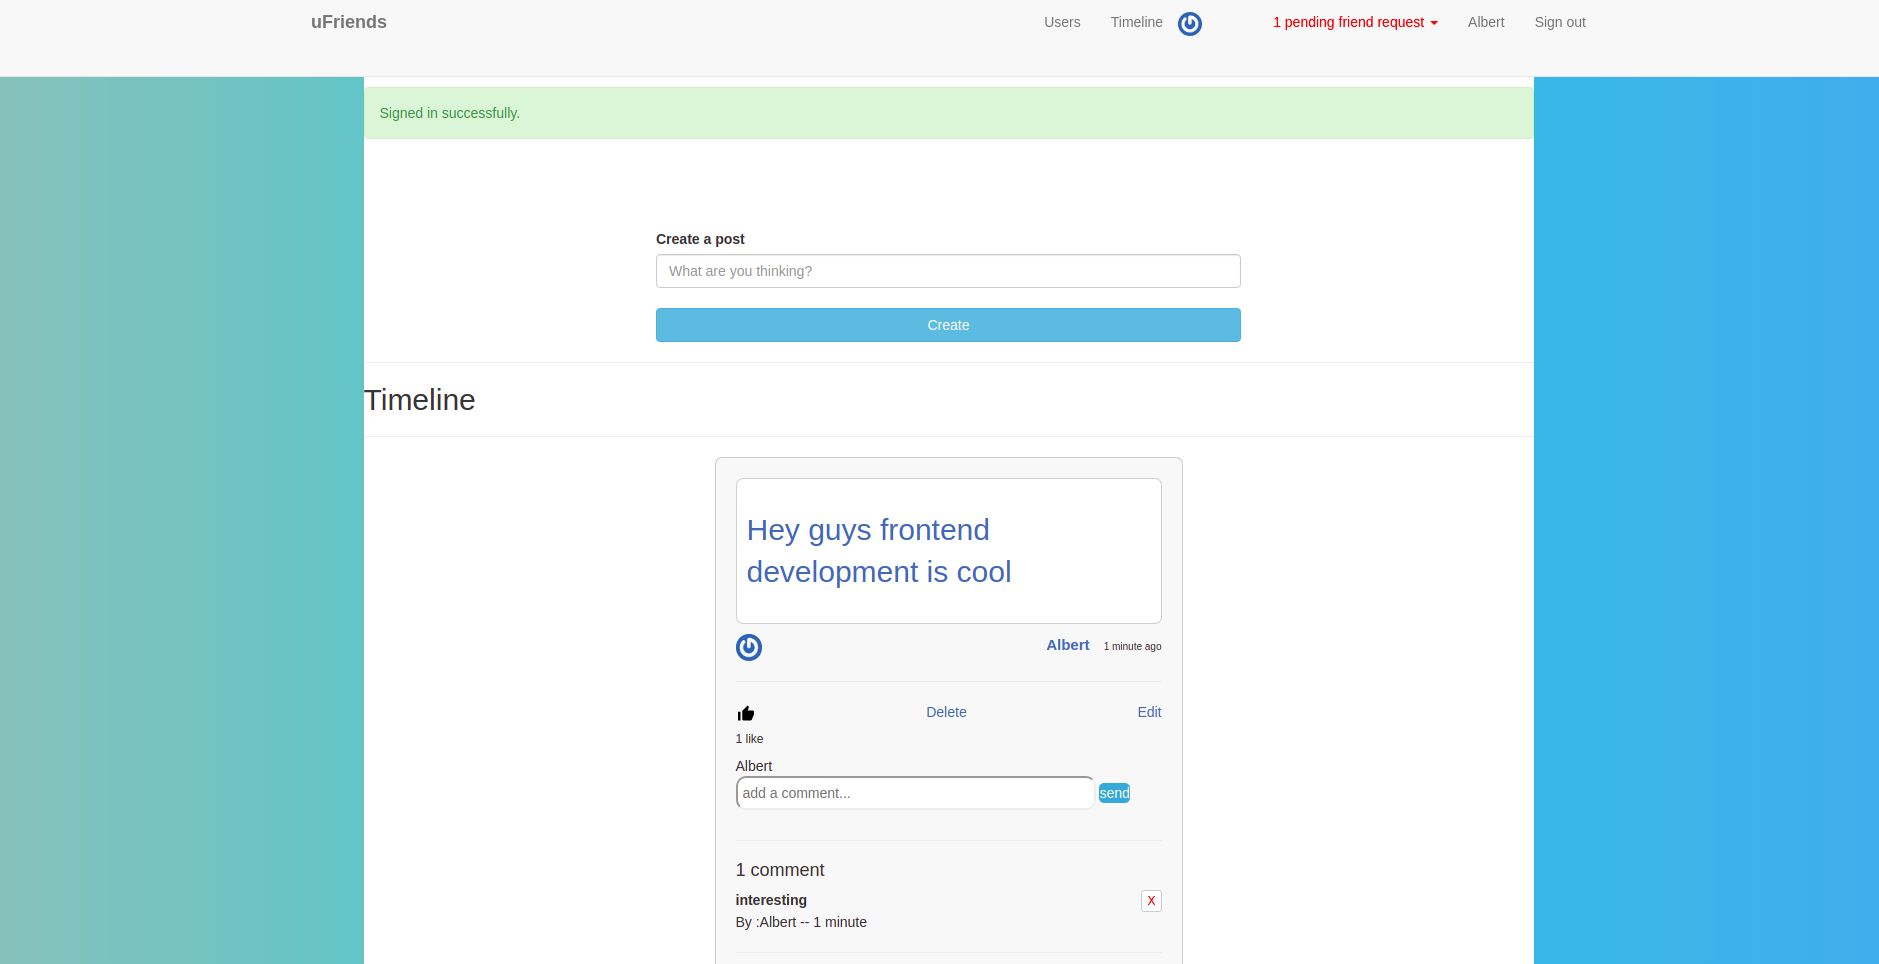 uFriends Users Timeline 1 pending friend request Albert Sign out
Signed in successfully.
Create a post
What are you thinking?
Create
Timeline
Hey guys frontend
development is cool
Albert 1 minute ago
Delete Edit
1 like
Albert
add a comment... send
1 comment
interesting X
By :Albert -- 1 minute